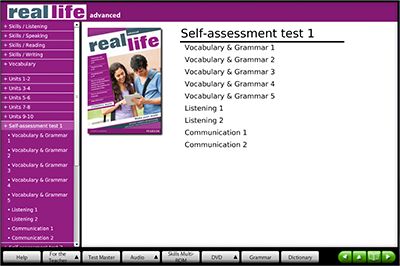 real life advanced
+ Skills / Listening
+ Skills / Speaking
+ Skills / Reading
+ Skills / Writing
+ Vocabulary
+ Units 1-2
+ Units 3-4
+ Units 5-6
+ Units 7-8
+ Units 9-10
+ Self-assessment test 1
• Vocabulary & Grammar
1
• Vocabulary & Grammar
2
• Vocabulary & Grammar
3
• Vocabulary & Grammar
4
• Vocabulary & Grammar
5
• Listening 1
• Listening 2
• Communication 1
• Communication 2
real
life
PEARSON
Self-assessment test 1
Vocabulary & Grammar 1
Vocabulary & Grammar 2
Vocabulary & Grammar 3
Vocabulary & Grammar 4
Vocabulary & Grammar 5
Listening 1
Listening 2
Communication 1
Communication 2
Help
For the
Teacher
Test Master
Audio
Skills Multi-
ROM
DVD
Grammar
Dictionary